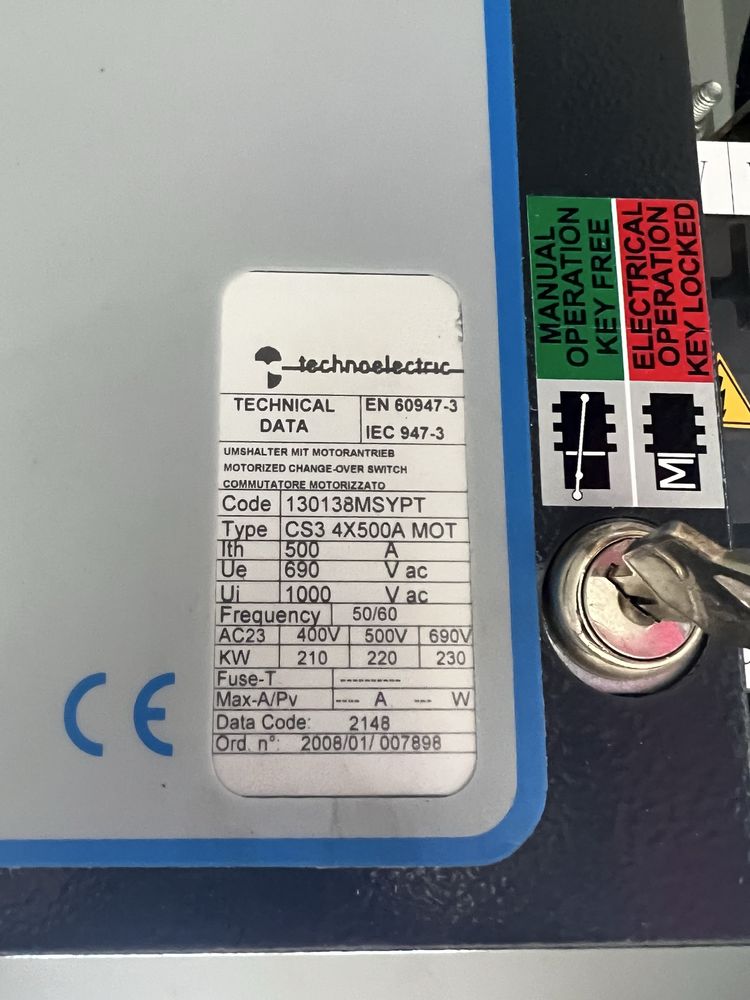 technoelectric
TECHNICAL DATA
EN 60947-3
IEC 947-3
UMSHALTER MIT MOTORANTRIEB
MOTORIZED CHANGE-OVER SWITCH
COMMUTATORE MOTORIZZATO
Code 130138MSYPT
Type CS3 4X500A MOT
Ith 500 A
Ue 690 V ac
Ui 1000 V ac
Frequency 50/60
AC23 400V 500V 690V
KW 210 220 230
Fuse-T ----------
Max-A/Pv ---- A --- W
Data Code: 2148
Ord. n°: 2008/01/ 007898
CE
MANUAL
OPERATION
KEY FREE
ELECTRICAL
OPERATION
KEY LOCKED
M